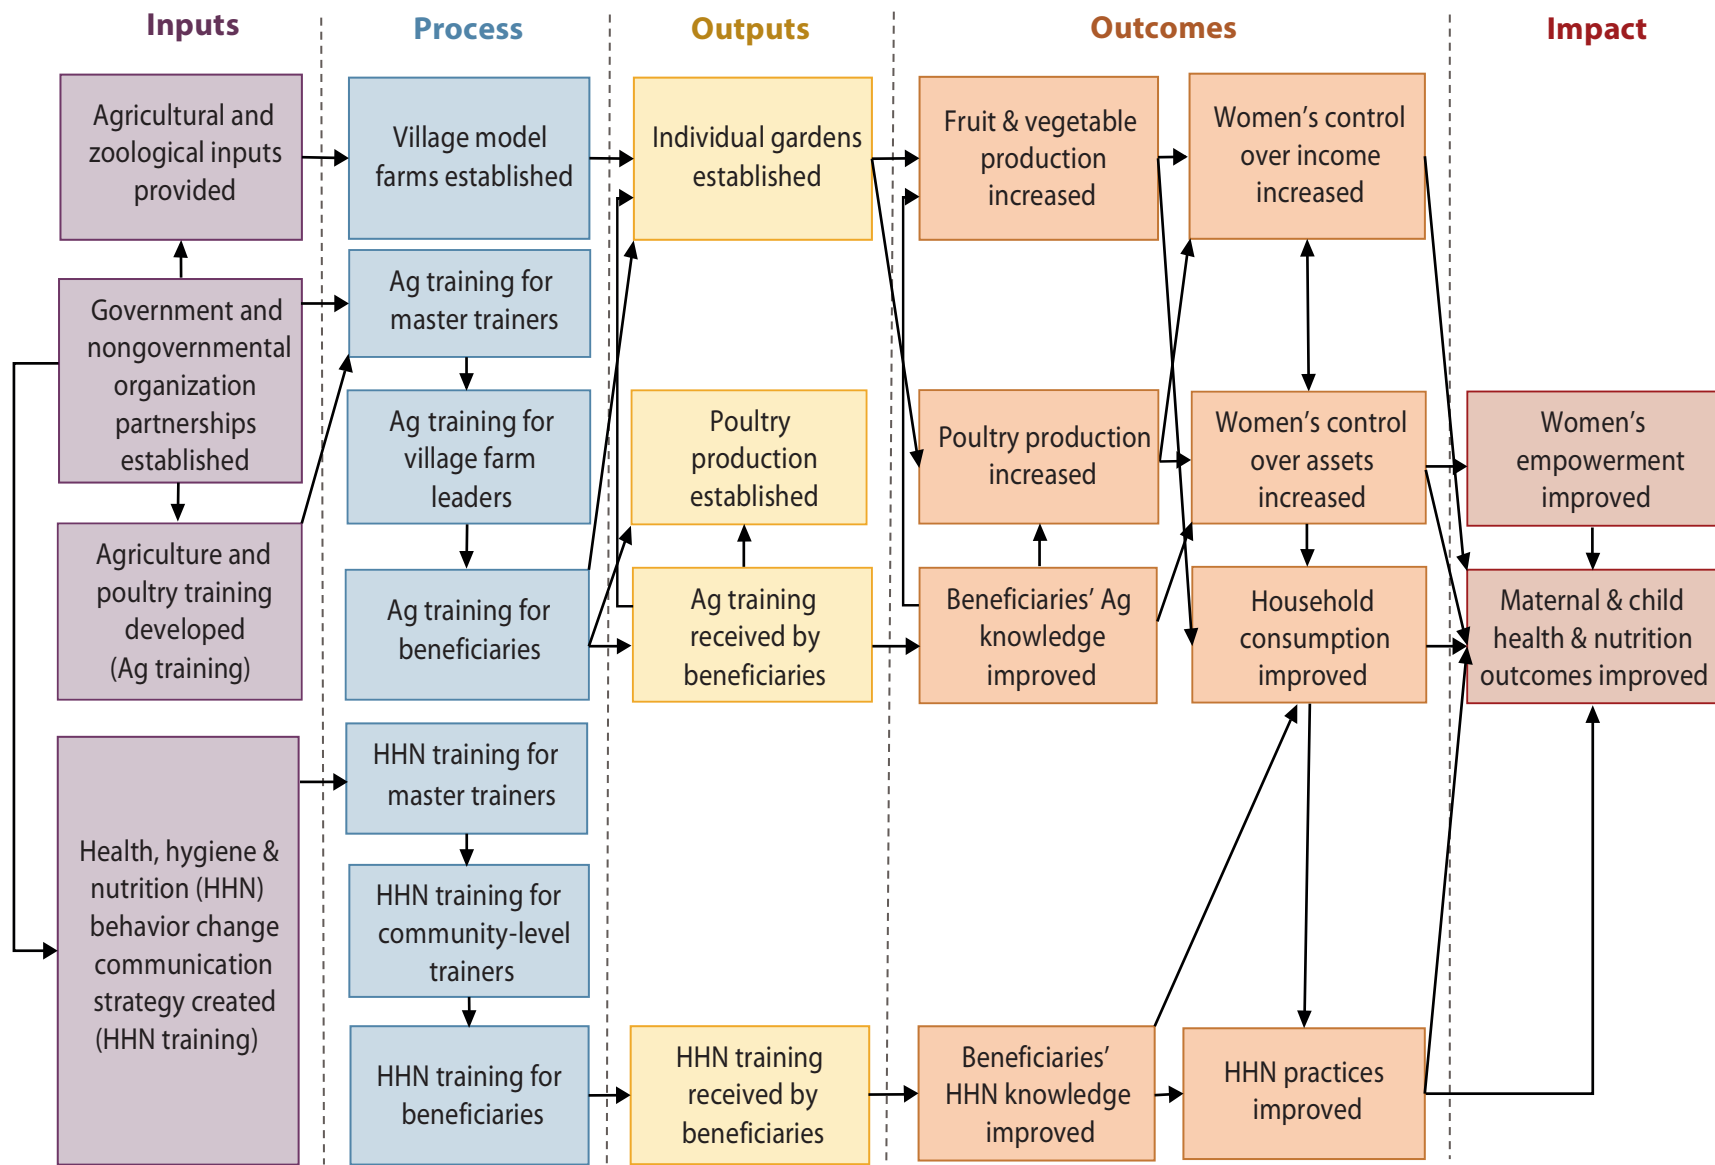 Inputs
Process
Outputs
Outcomes
Impact
Agricultural and
zoological inputs
provided
Government and
nongovernmental
organization
partnerships
established
Agriculture and
poultry training
developed
(Ag training)
Health, hygiene &
nutrition (HHN)
behavior change
communication
strategy created
(HHN training)
Village model
farms established
Ag training for
master trainers
Ag training for
village farm
leaders
Ag training for
beneficiaries
HHN training for
master trainers
HHN training for
community-level
trainers
HHN training for
beneficiaries
Individual gardens
established
Poultry
production
established
Ag training
received by
beneficiaries
HHN training
received by
beneficiaries
Fruit & vegetable
production
increased
Poultry production
increased
Beneficiaries’ Ag
knowledge
improved
Beneficiaries’
HHN knowledge
improved
Women’s control
over income
increased
Women’s control
over assets
increased
Household
consumption
improved
HHN practices
improved
Women’s
empowerment
improved
Maternal & child
health & nutrition
outcomes improved